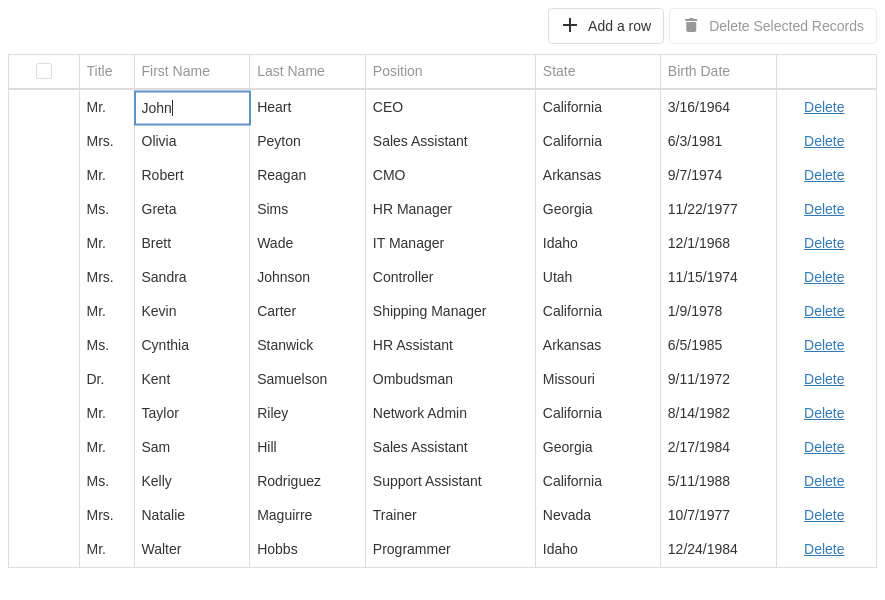 Add a row Delete Selected Records
Title First Name Last Name Position State Birth Date
Mr. John Heart CEO California 3/16/1964 Delete
Mrs. Olivia Peyton Sales Assistant California 6/3/1981 Delete
Mr. Robert Reagan CMO Arkansas 9/7/1974 Delete
Ms. Greta Sims HR Manager Georgia 11/22/1977 Delete
Mr. Brett Wade IT Manager Idaho 12/1/1968 Delete
Mrs. Sandra Johnson Controller Utah 11/15/1974 Delete
Mr. Kevin Carter Shipping Manager California 1/9/1978 Delete
Ms. Cynthia Stanwick HR Assistant Arkansas 6/5/1985 Delete
Dr. Kent Samuelson Ombudsman Missouri 9/11/1972 Delete
Mr. Taylor Riley Network Admin California 8/14/1982 Delete
Mr. Sam Hill Sales Assistant Georgia 2/17/1984 Delete
Ms. Kelly Rodriguez Support Assistant California 5/11/1988 Delete
Mrs. Natalie Maguirre Trainer Nevada 10/7/1977 Delete
Mr. Walter Hobbs Programmer Idaho 12/24/1984 Delete